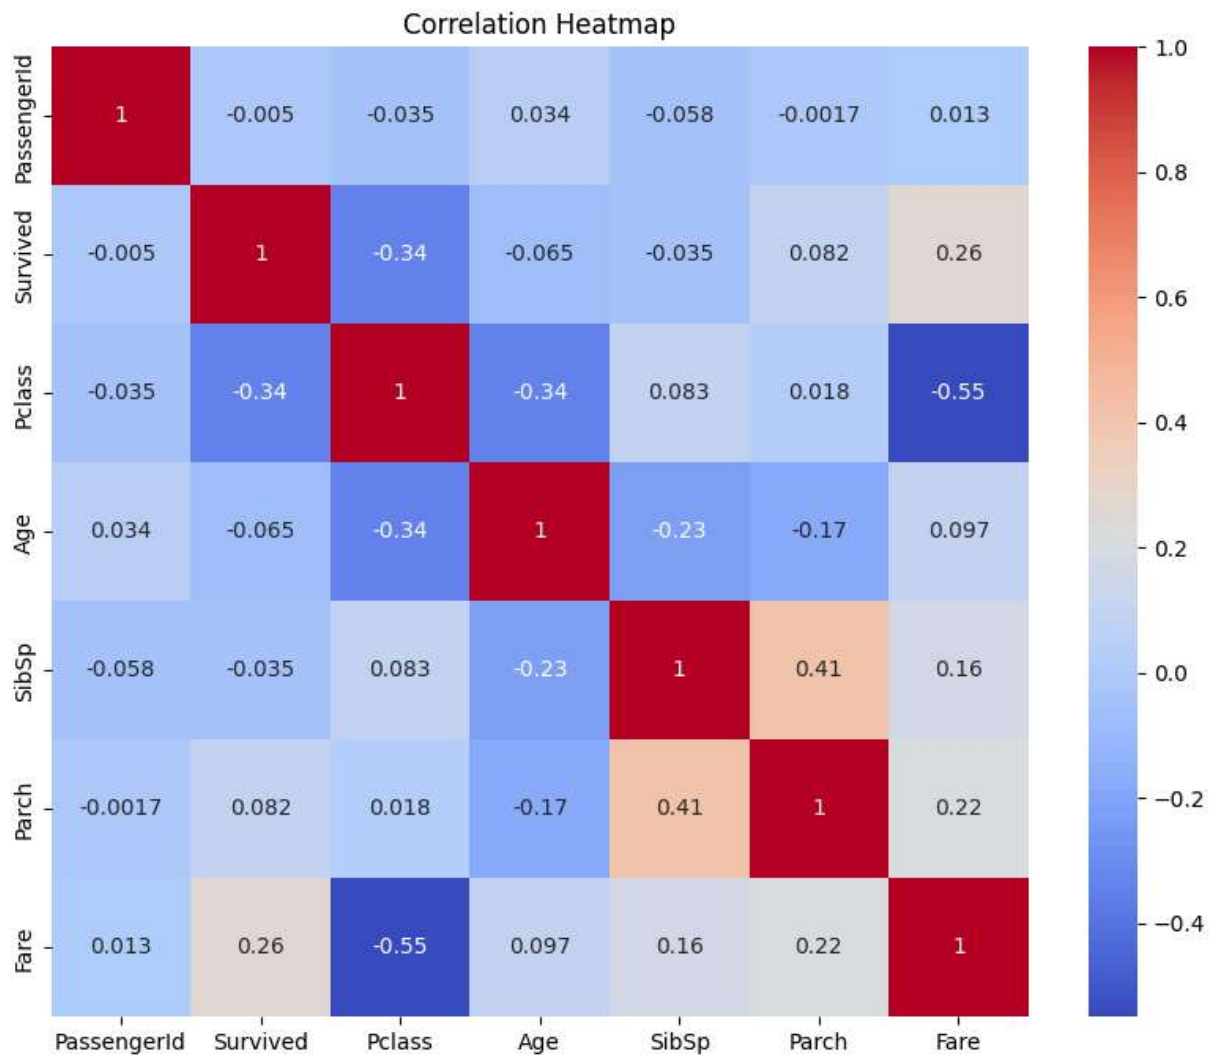 Correlation Heatmap
PassengerId 1 -0.005 -0.035 0.034 -0.058 -0.0017 0.013
Survived -0.005 1 -0.34 -0.065 -0.035 0.082 0.26
Pclass -0.035 -0.34 1 -0.34 0.083 0.018 -0.55
Age 0.034 -0.065 -0.34 1 -0.23 -0.17 0.097
SibSp -0.058 -0.035 0.083 -0.23 1 0.41 0.16
Parch -0.0017 0.082 0.018 -0.17 0.41 1 0.22
Fare 0.013 0.26 -0.55 0.097 0.16 0.22 1
PassengerId Survived Pclass Age SibSp Parch Fare
1.0
0.8
0.6
0.4
0.2
0.0
−0.2
−0.4